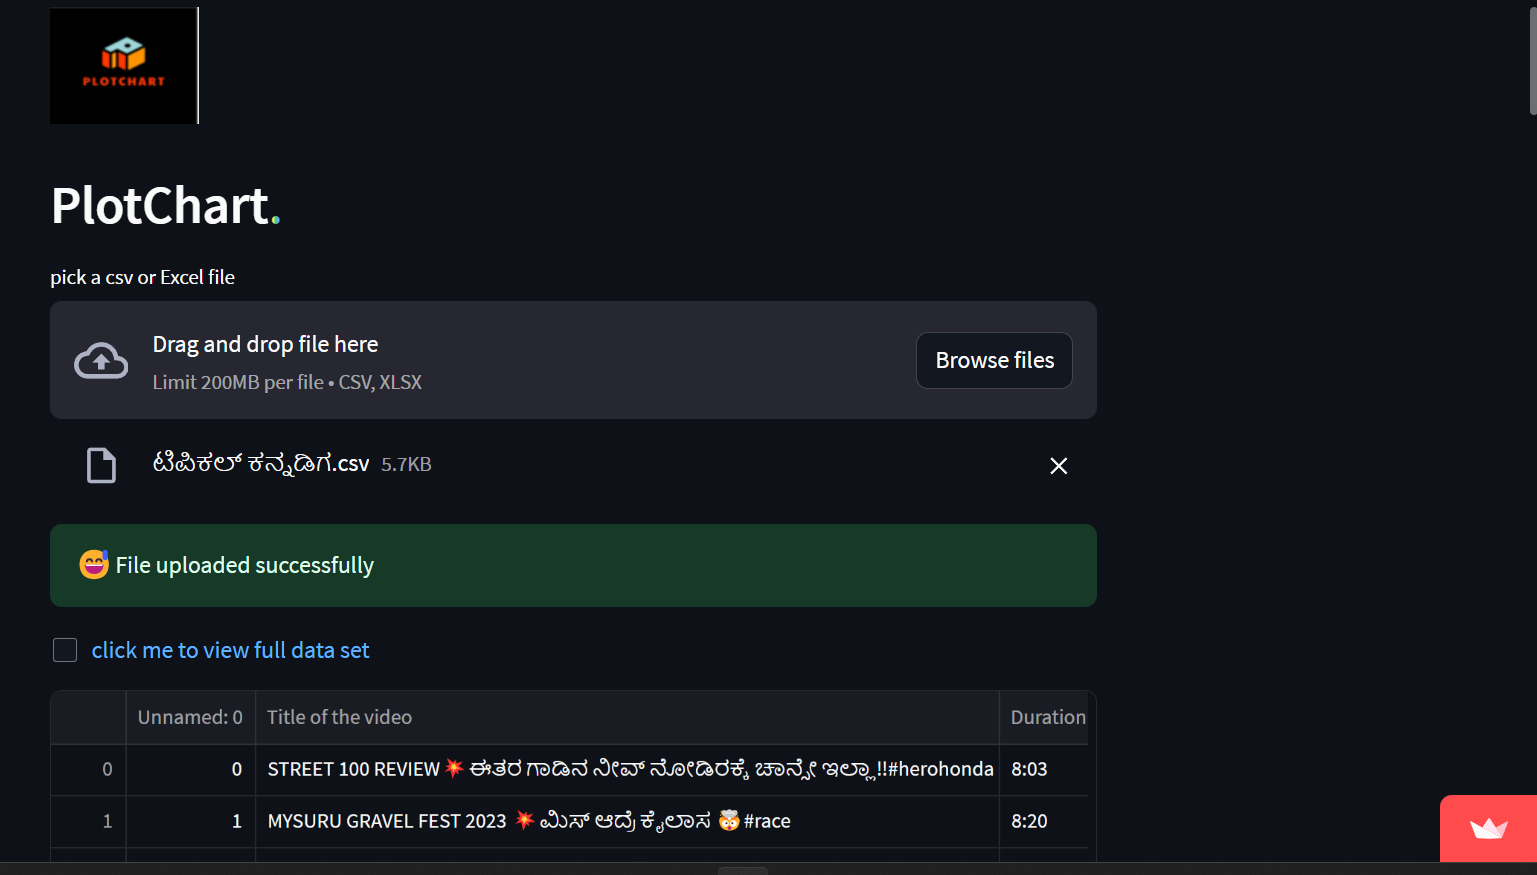 PLOTCHART
PlotChart.
pick a csv or Excel file
Drag and drop file here
Limit 200MB per file • CSV, XLSX
Browse files
ಟಿಪಿಕಲ್ ಕನ್ನಡಿಗ.csv 5.7KB
😅 File uploaded successfully
click me to view full data set
Unnamed: 0 Title of the video Duration
0 0 STREET 100 REVIEW 💥 ಈತರ ಗಾಡಿನ ನೀವ್ ನೋಡಿರಕ್ಕೆ ಚಾನ್ಸೇ ಇಲ್ಲಾ !!#herohonda 8:03
1 1 MYSURU GRAVEL FEST 2023 💥 ಮಿಸ್ ಆದ್ರೆ ಕೈಲಾಸ 🤯 #race 8:20